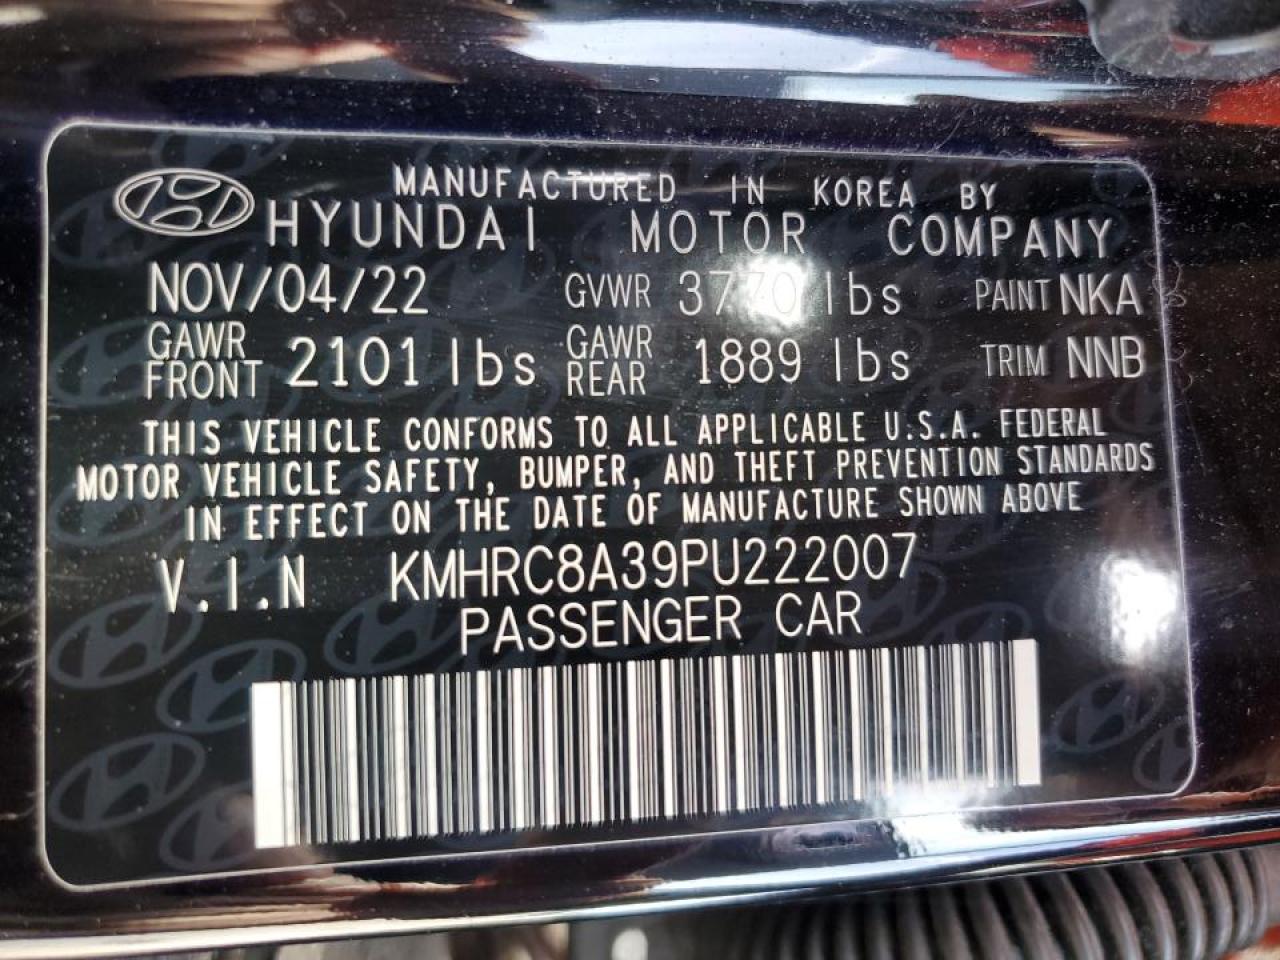 MANUFACTURED IN KOREA BY
HYUNDAI MOTOR COMPANY
NOV/04/22 GVWR 3770 lbs PAINT NKA
GAWR FRONT 2101 lbs GAWR REAR 1889 lbs TRIM NNB
THIS VEHICLE CONFORMS TO ALL APPLICABLE U.S.A. FEDERAL
MOTOR VEHICLE SAFETY, BUMPER, AND THEFT PREVENTION STANDARDS
IN EFFECT ON THE DATE OF MANUFACTURE SHOWN ABOVE
V.I.N KMHRC8A39PU222007
PASSENGER CAR